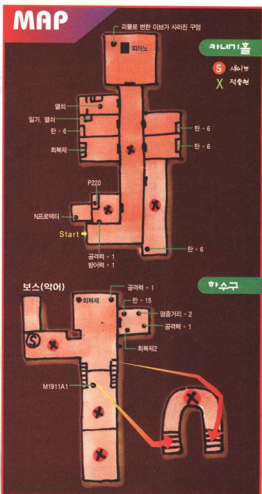 MAP
괴물로 변한 이브가 사라진 구멍
피아노
카네기홀
S 세이브
X 적출현
열쇠
일기, 열쇠
탄 · 6
회복제
탄 · 6
탄 · 6
P220
N프로텍터
Start
공격력 · 1
방어력 · 1
탄 · 6
보스(악어)
하수구
회복제
공격력 · 1
탄 · 15
명중거리 · 2
공격력 · 1
회복제2
S
M1911A1